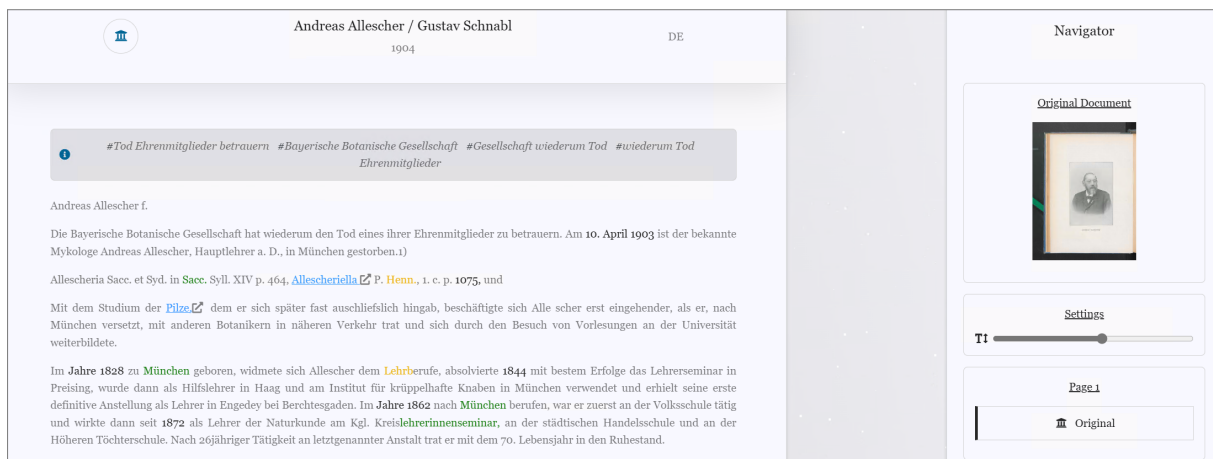 Andreas Allescher / Gustav Schnabl
1904
DE
#Tod Ehrenmitglieder betrauern #Bayerische Botanische Gesellschaft #Gesellschaft wiederum Tod #wiederum Tod
Ehrenmitglieder
Andreas Allescher f.
Die Bayerische Botanische Gesellschaft hat wiederum den Tod eines ihrer Ehrenmitglieder zu betrauern. Am 10. April 1903 ist der bekannte
Mykologe Andreas Allescher, Hauptlehrer a. D., in München gestorben.1)
Allescheria Sacc. et Syd. in Sacc. Syll. XIV p. 464, Allescheriella P. Henn., 1. c. p. 1075, und
Mit dem Studium der Pilze, dem er sich später fast auschliefslich hingab, beschäftigte sich Alle scher erst eingehender, als er, nach
München versetzt, mit anderen Botanikern in näheren Verkehr trat und sich durch den Besuch von Vorlesungen an der Universität
weiterbildete.
Im Jahre 1828 zu München geboren, widmete sich Allescher dem Lehrberufe, absolvierte 1844 mit bestem Erfolge das Lehrerseminar in
Preising, wurde dann als Hilfslehrer in Haag und am Institut für krüppelhafte Knaben in München verwendet und erhielt seine erste
definitive Anstellung als Lehrer in Engedey bei Berchtesgaden. Im Jahre 1862 nach München berufen, war er zuerst an der Volksschule tätig
und wirkte dann seit 1872 als Lehrer der Naturkunde am Kgl. Kreislehrerinnenseminar, an der städtischen Handelsschule und an der
Höheren Töchterschule. Nach 26jähriger Tätigkeit an letztgenannter Anstalt trat er mit dem 70. Lebensjahr in den Ruhestand.
Navigator
Original Document
Settings
Page 1
Original